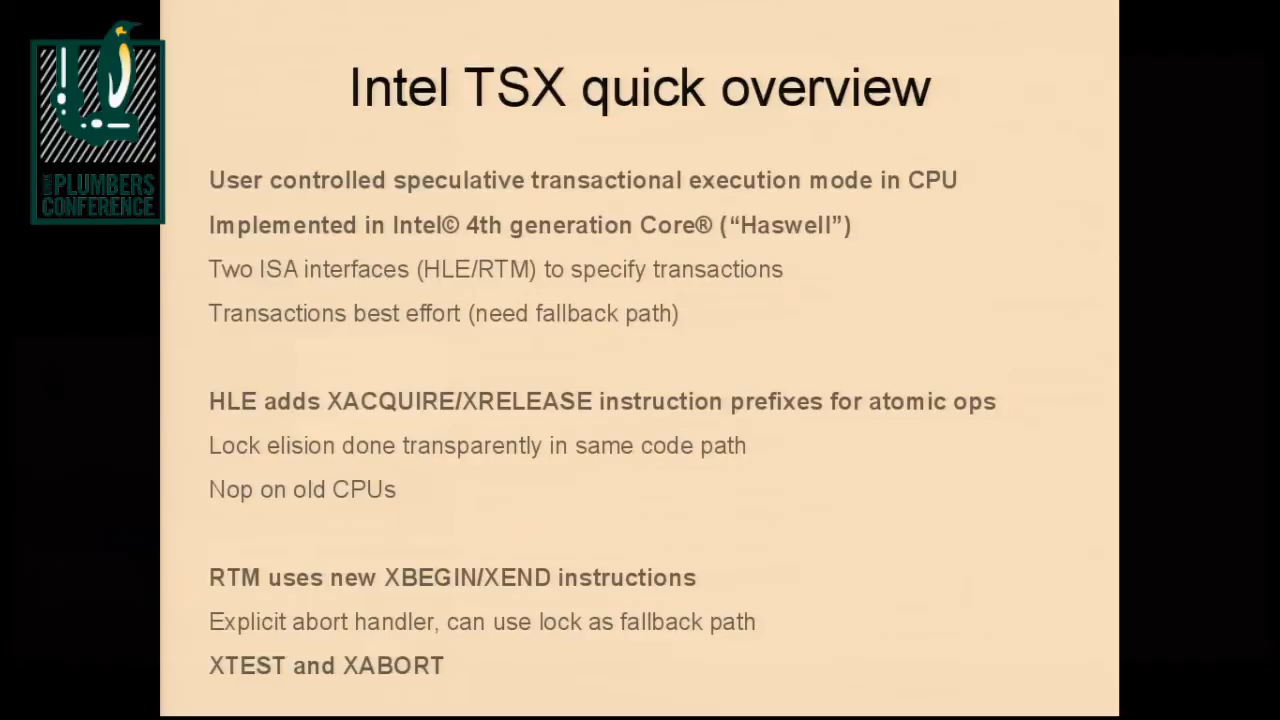 Intel TSX quick overview
User controlled speculative transactional execution mode in CPU
Implemented in Intel© 4th generation Core® (“Haswell”)
Two ISA interfaces (HLE/RTM) to specify transactions
Transactions best effort (need fallback path)
HLE adds XACQUIRE/XRELEASE instruction prefixes for atomic ops
Lock elision done transparently in same code path
Nop on old CPUs
RTM uses new XBEGIN/XEND instructions
Explicit abort handler, can use lock as fallback path
XTEST and XABORT
LINUX PLUMBERS
CONFERENCE